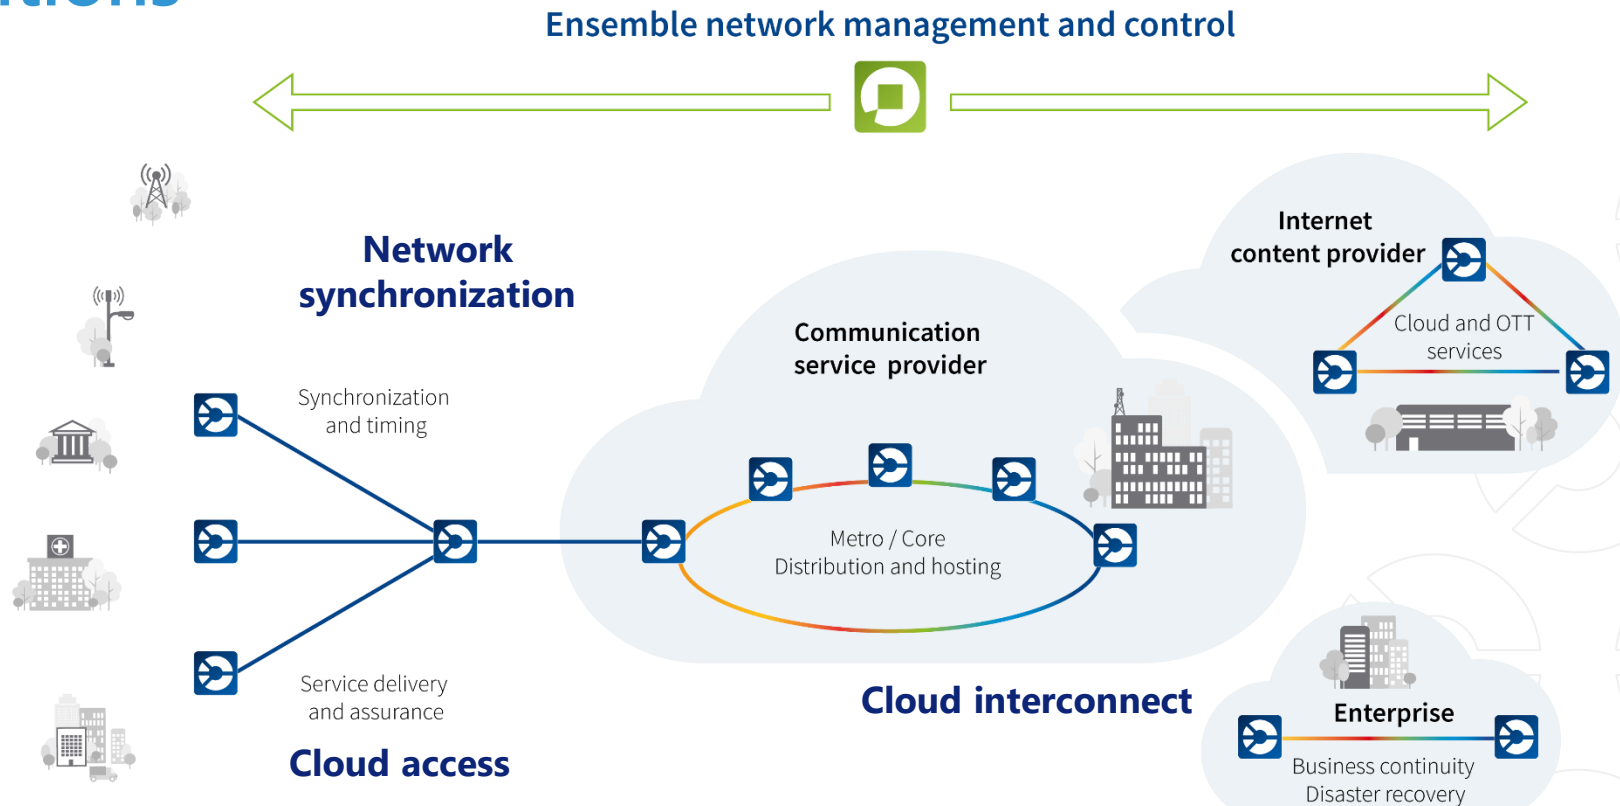 Ensemble network management and control
Network
synchronization
Synchronization
and timing
Service delivery
and assurance
Cloud access
Communication
service provider
Metro / Core
Distribution and hosting
Cloud interconnect
Internet
content provider
Cloud and OTT
services
Enterprise
Business continuity
Disaster recovery